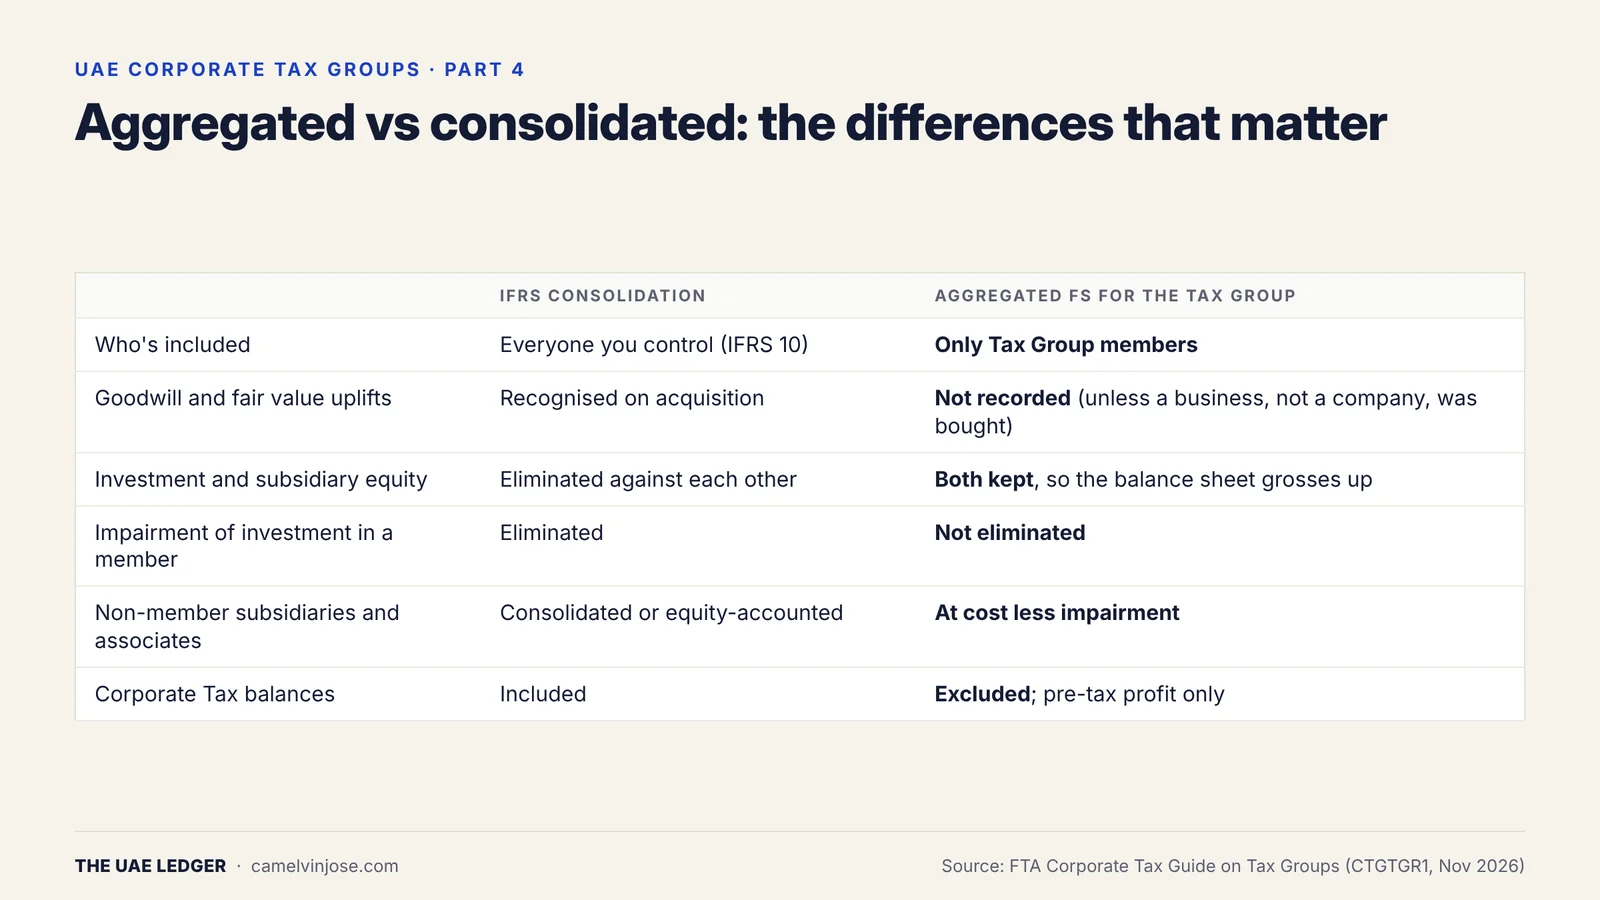 UAE CORPORATE TAX GROUPS · PART 4
Aggregated vs consolidated: the differences that matter
IFRS CONSOLIDATION
AGGREGATED FS FOR THE TAX GROUP
Who's included
Everyone you control (IFRS 10)
Only Tax Group members
Goodwill and fair value uplifts
Recognised on acquisition
Not recorded (unless a business, not a company, was
bought)
Investment and subsidiary equity
Eliminated against each other
Both kept, so the balance sheet grosses up
Impairment of investment in a
member
Eliminated
Not eliminated
Non-member subsidiaries and
associates
Consolidated or equity-accounted
At cost less impairment
Corporate Tax balances
Included
Excluded; pre-tax profit only
THE UAE LEDGER · camelvinjose.com
Source: FTA Corporate Tax Guide on Tax Groups (CTGTGR1, Nov 2026)